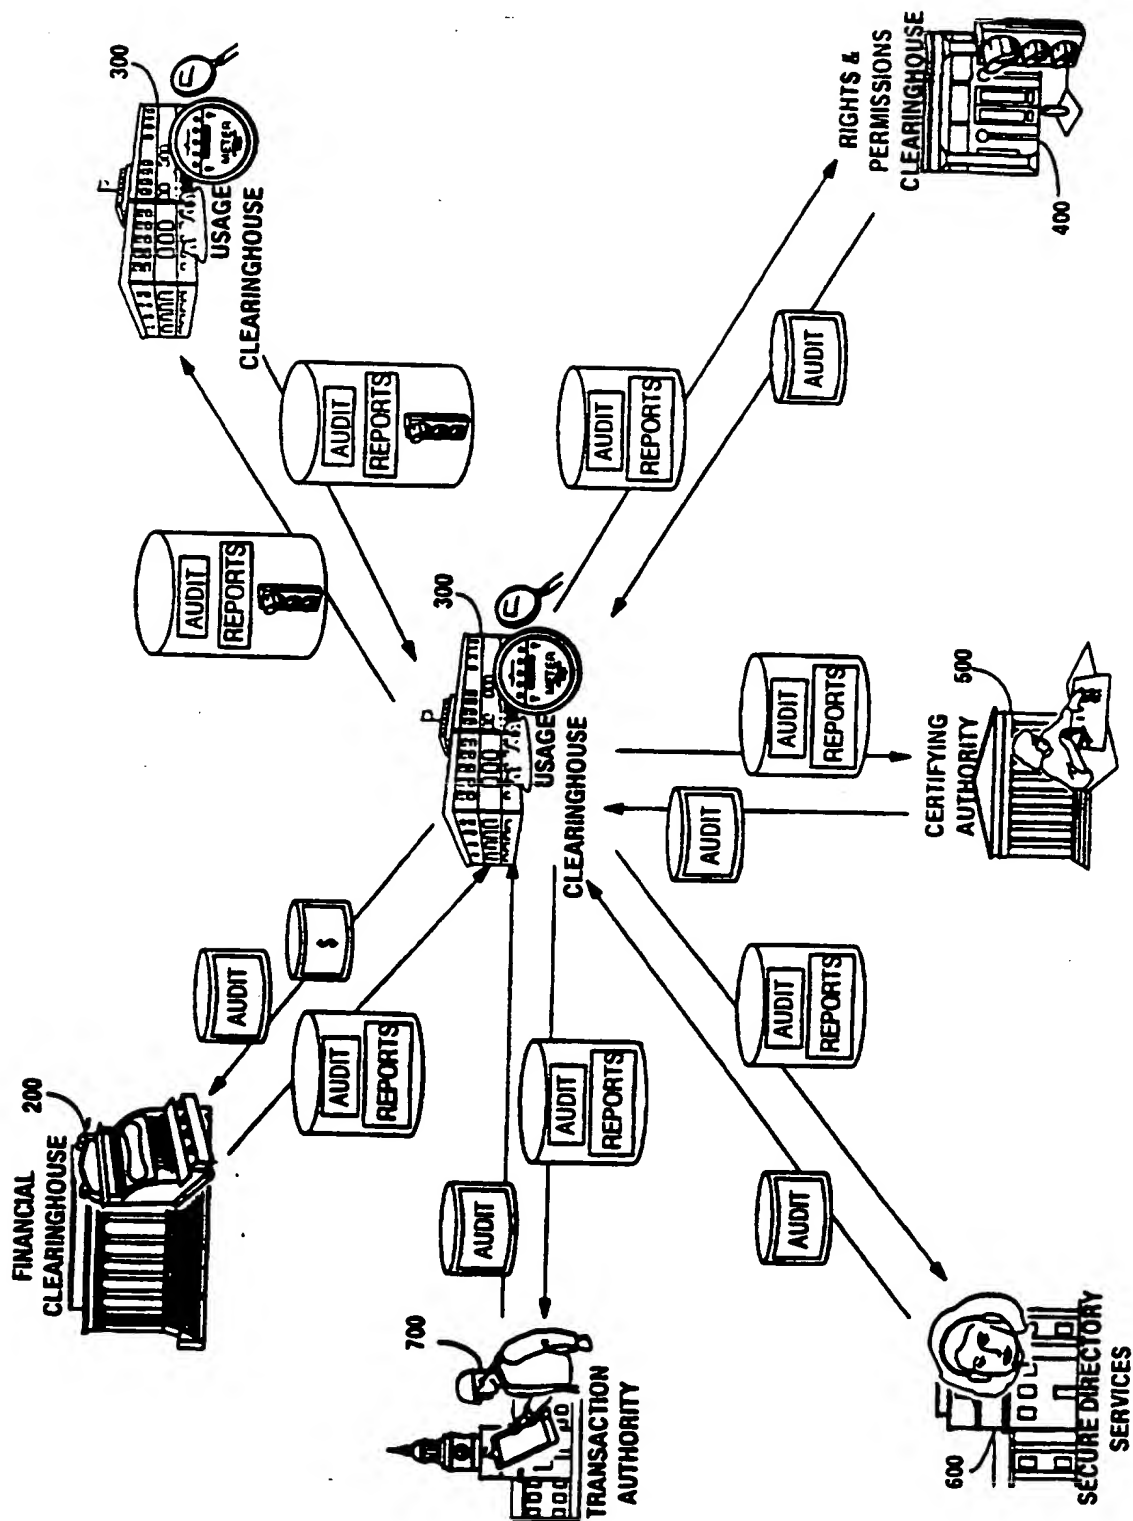 FINANCIAL
CLEARINGHOUSE
200
AUDIT
$
AUDIT
REPORTS
TRANSACTION
AUTHORITY
700
AUDIT
AUDIT
REPORTS
SECURE DIRECTORY
SERVICES
600
AUDIT
AUDIT
REPORTS
USAGE
CLEARINGHOUSE
300
METER
AUDIT
REPORTS
AUDIT
REPORTS
USAGE
CLEARINGHOUSE
300
METER
CERTIFYING
AUTHORITY
500
AUDIT
AUDIT
REPORTS
AUDIT
REPORTS
AUDIT
RIGHTS &
PERMISSIONS
CLEARINGHOUSE
400